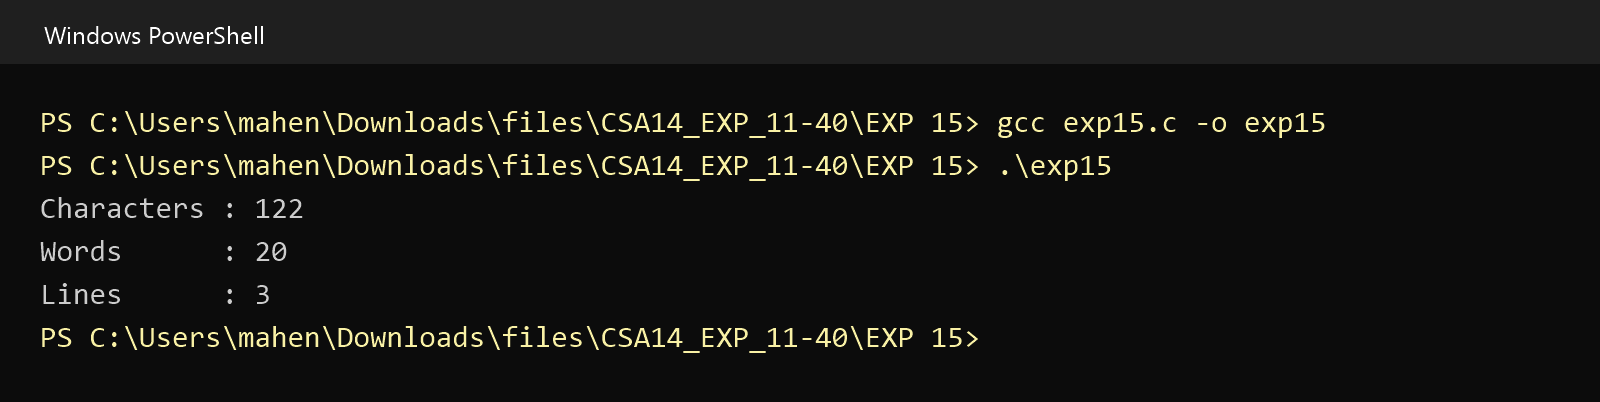 Windows PowerShell
PS C:\Users\mahen\Downloads\files\CSA14_EXP_11-40\EXP 15> gcc exp15.c -o exp15
PS C:\Users\mahen\Downloads\files\CSA14_EXP_11-40\EXP 15> .\exp15
Characters : 122
Words      : 20
Lines      : 3
PS C:\Users\mahen\Downloads\files\CSA14_EXP_11-40\EXP 15>